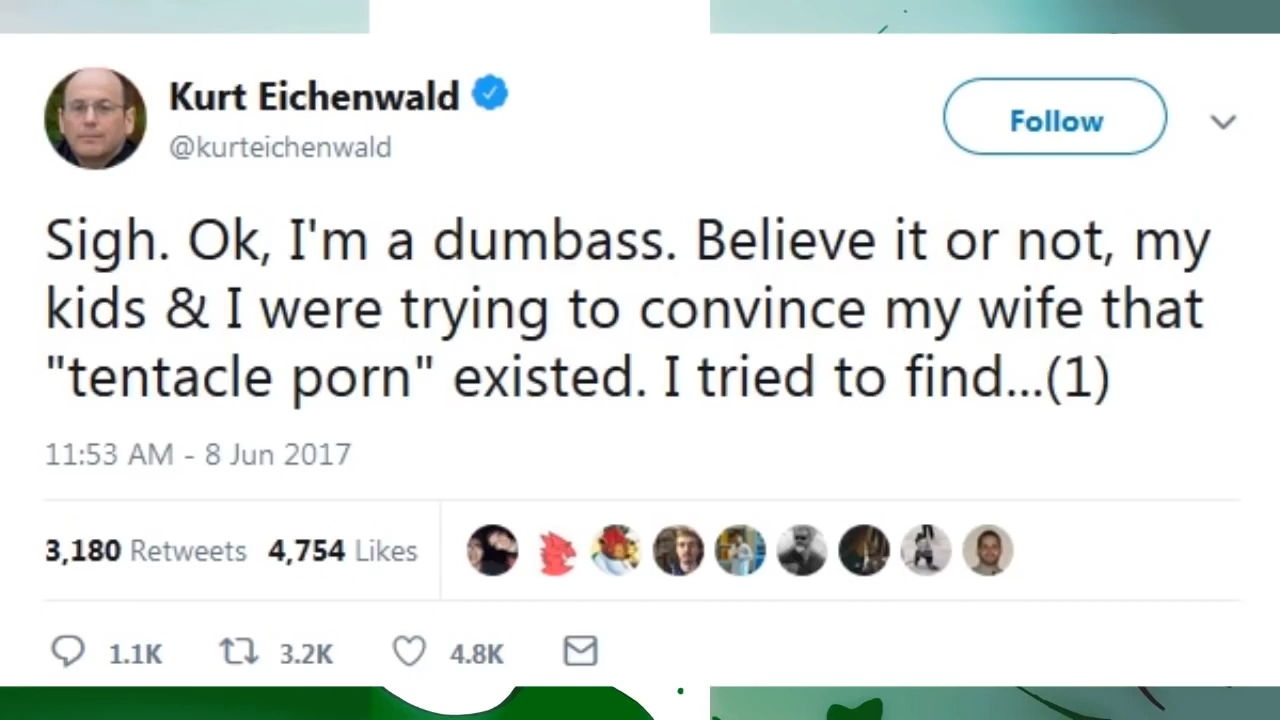 Kurt Eichenwald
@kurteichenwald
Follow
Sigh. Ok, I'm a dumbass. Believe it or not, my
kids & I were trying to convince my wife that
"tentacle porn" existed. I tried to find...(1)
11:53 AM - 8 Jun 2017
3,180 Retweets 4,754 Likes
1.1K 3.2K 4.8K